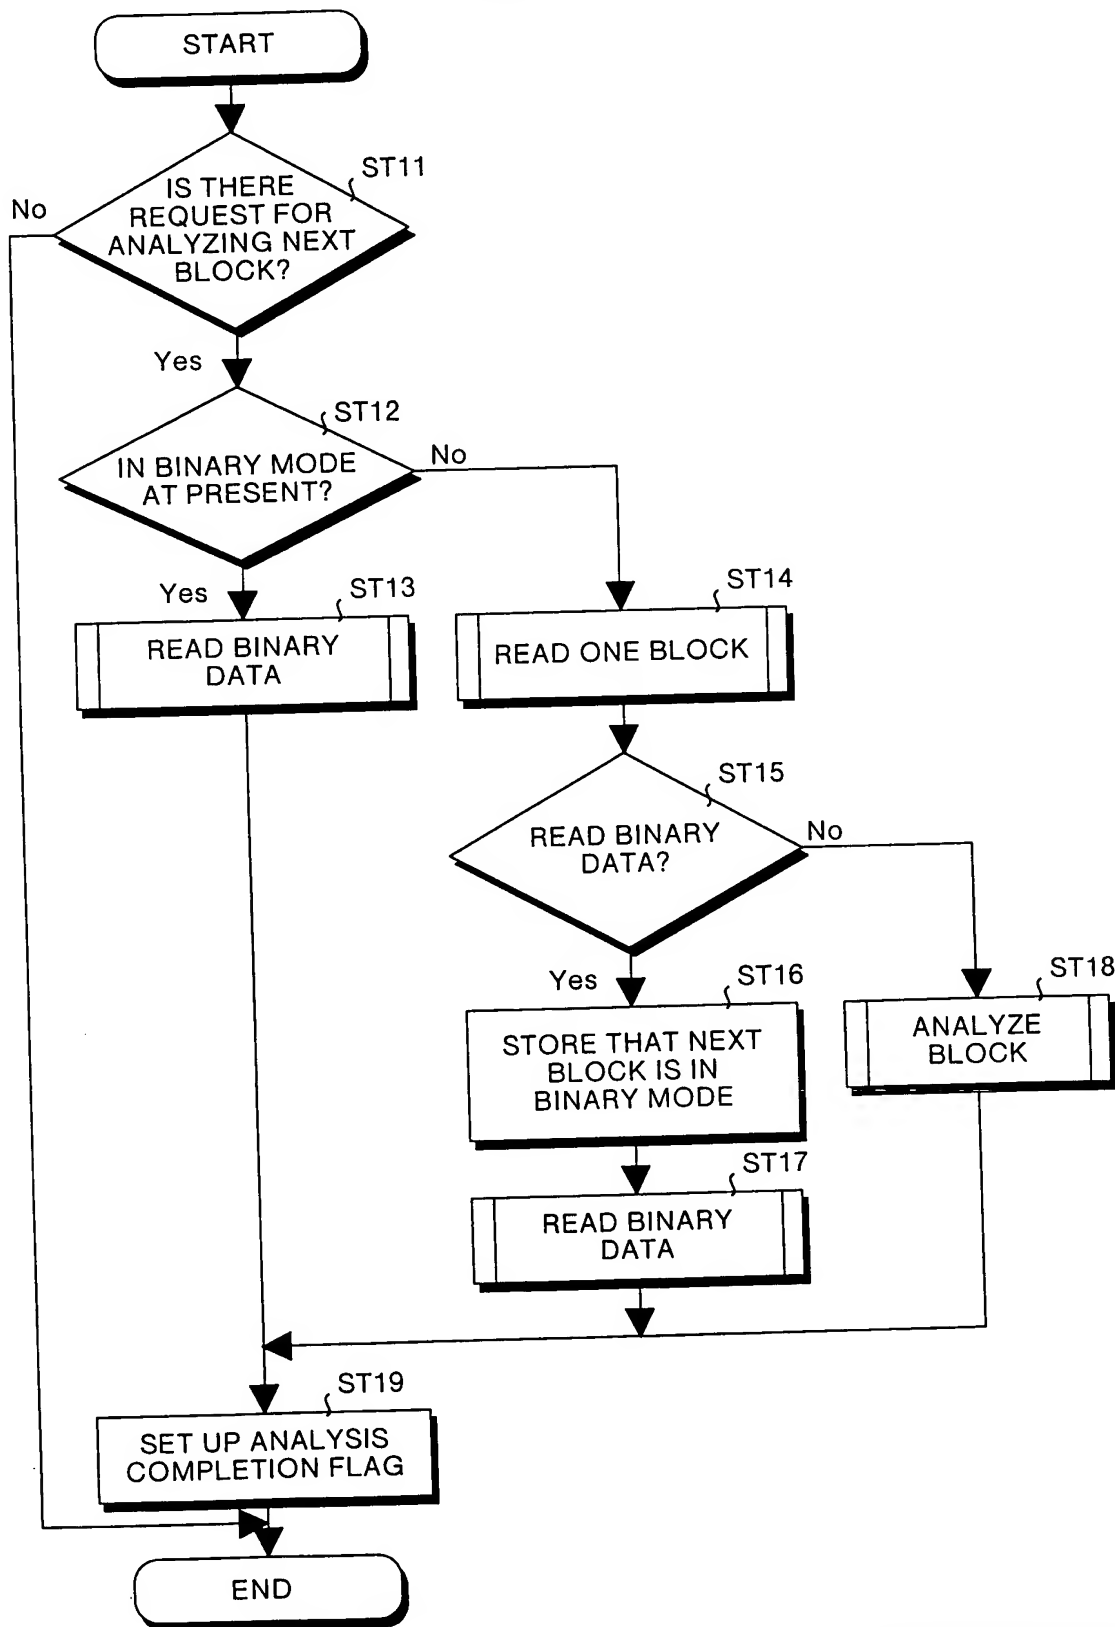 START
ST11
No
IS THERE
REQUEST FOR
ANALYZING NEXT
BLOCK?
Yes
ST12
No
IN BINARY MODE
AT PRESENT?
Yes
ST13
ST14
READ BINARY
DATA
READ ONE BLOCK
ST15
READ BINARY
DATA?
No
Yes
ST16
ST18
STORE THAT NEXT
BLOCK IS IN
BINARY MODE
ANALYZE
BLOCK
ST17
READ BINARY
DATA
ST19
SET UP ANALYSIS
COMPLETION FLAG
END